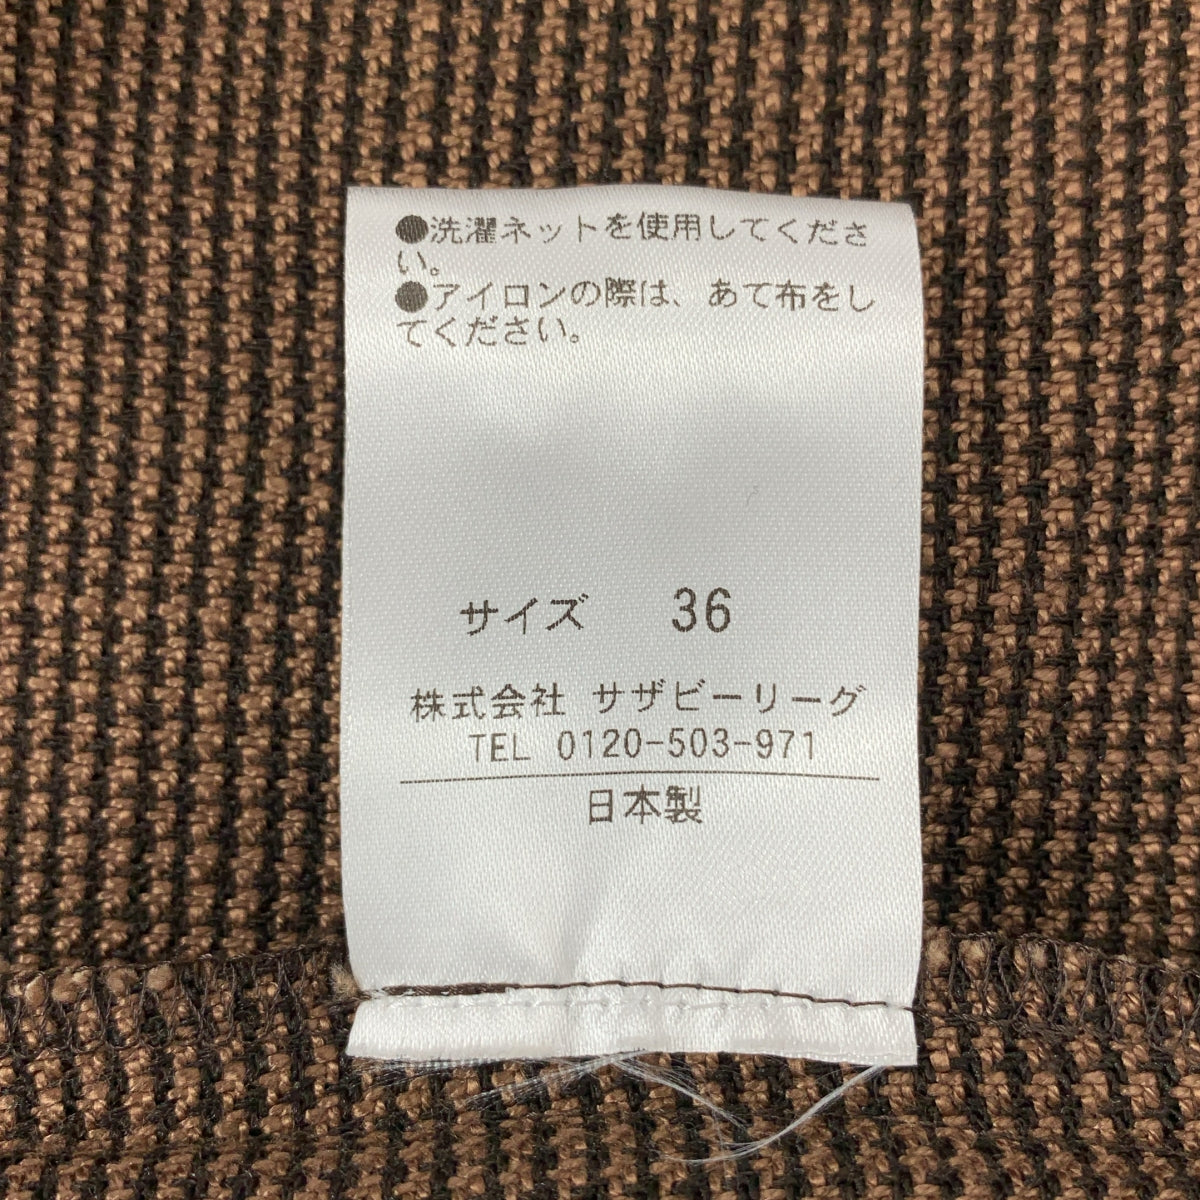 ●洗濯ネットを使用してくださ
い。
●アイロンの際は、あて布をし
てください。
サイズ 36
株式会社 サザビーリーグ
TEL 0120-503-971
日本製